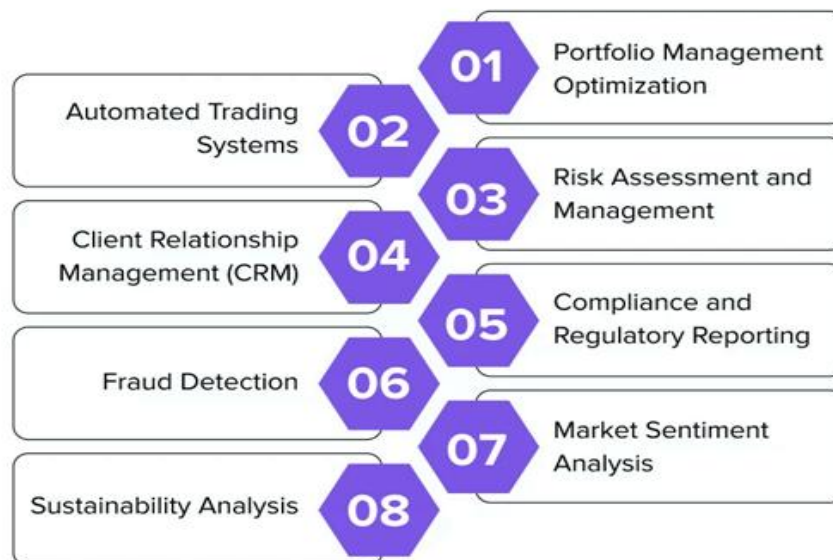 01
Portfolio Management
Optimization
02
Automated Trading
Systems
03
Risk Assessment and
Management
04
Client Relationship
Management (CRM)
05
Compliance and
Regulatory Reporting
06
Fraud Detection
07
Market Sentiment
Analysis
08
Sustainability Analysis